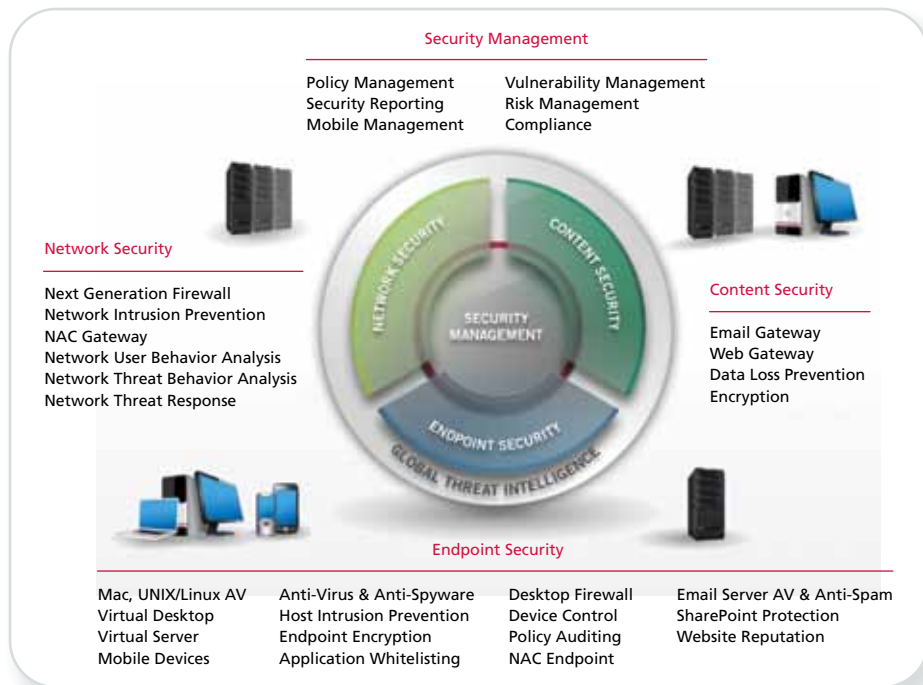 Security Management
Policy Management
Security Reporting
Mobile Management
Vulnerability Management
Risk Management
Compliance
Network Security
Next Generation Firewall
Network Intrusion Prevention
NAC Gateway
Network User Behavior Analysis
Network Threat Behavior Analysis
Network Threat Response
NETWORK SECURITY
CONTENT SECURITY
SECURITY
MANAGEMENT
ENDPOINT SECURITY
GLOBAL THREAT INTELLIGENCE
Content Security
Email Gateway
Web Gateway
Data Loss Prevention
Encryption
Endpoint Security
Mac, UNIX/Linux AV
Virtual Desktop
Virtual Server
Mobile Devices
Anti-Virus & Anti-Spyware
Host Intrusion Prevention
Endpoint Encryption
Application Whitelisting
Desktop Firewall
Device Control
Policy Auditing
NAC Endpoint
Email Server AV & Anti-Spam
SharePoint Protection
Website Reputation